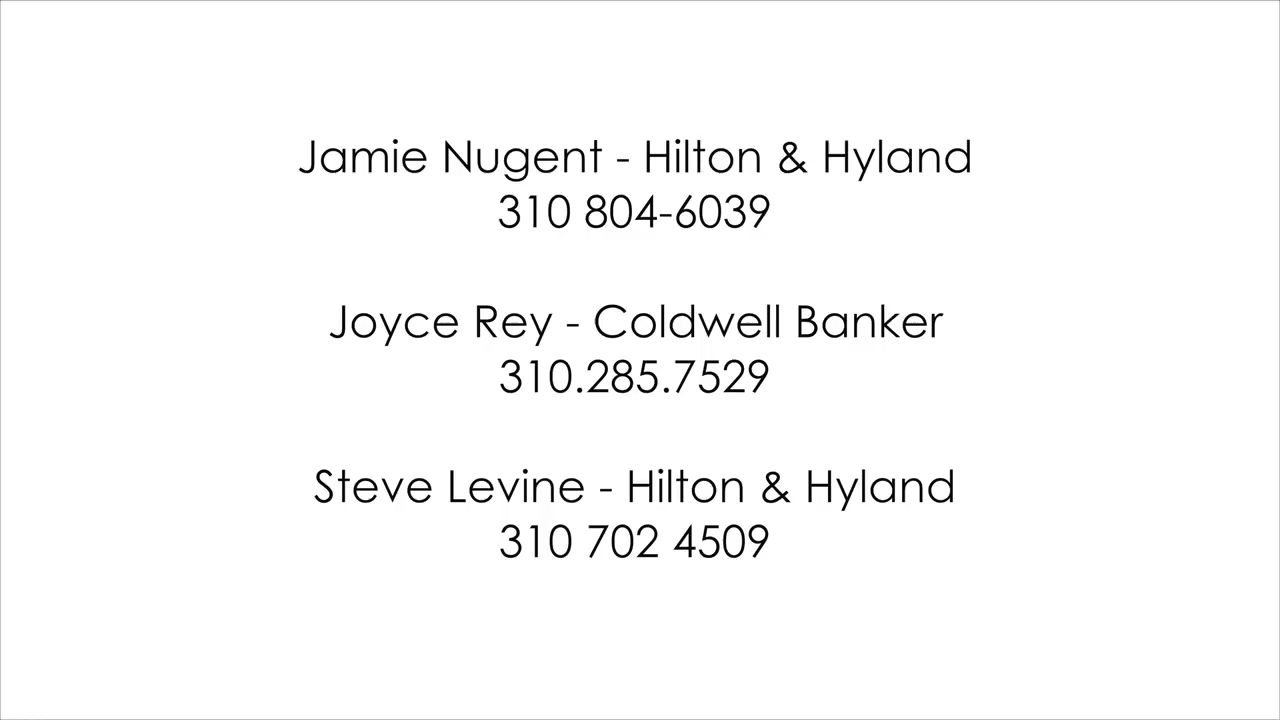 Jamie Nugent - Hilton & Hyland
310 804-6039
Joyce Rey - Coldwell Banker
310.285.7529
Steve Levine - Hilton & Hyland
310 702 4509